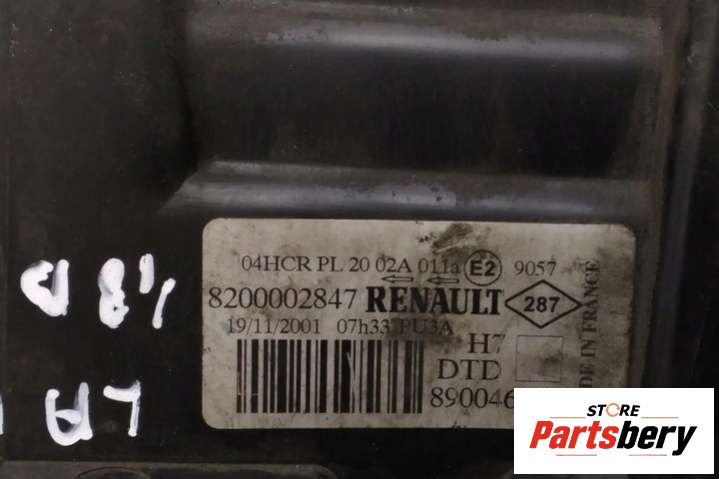 04HCR PL 20 02A 011a E2 9057
8200002847 RENAULT 287
19/11/2001 07h33 PU3A
H7
DTD
890046
DE IN FRANCE
LA
STORE
Partsbery